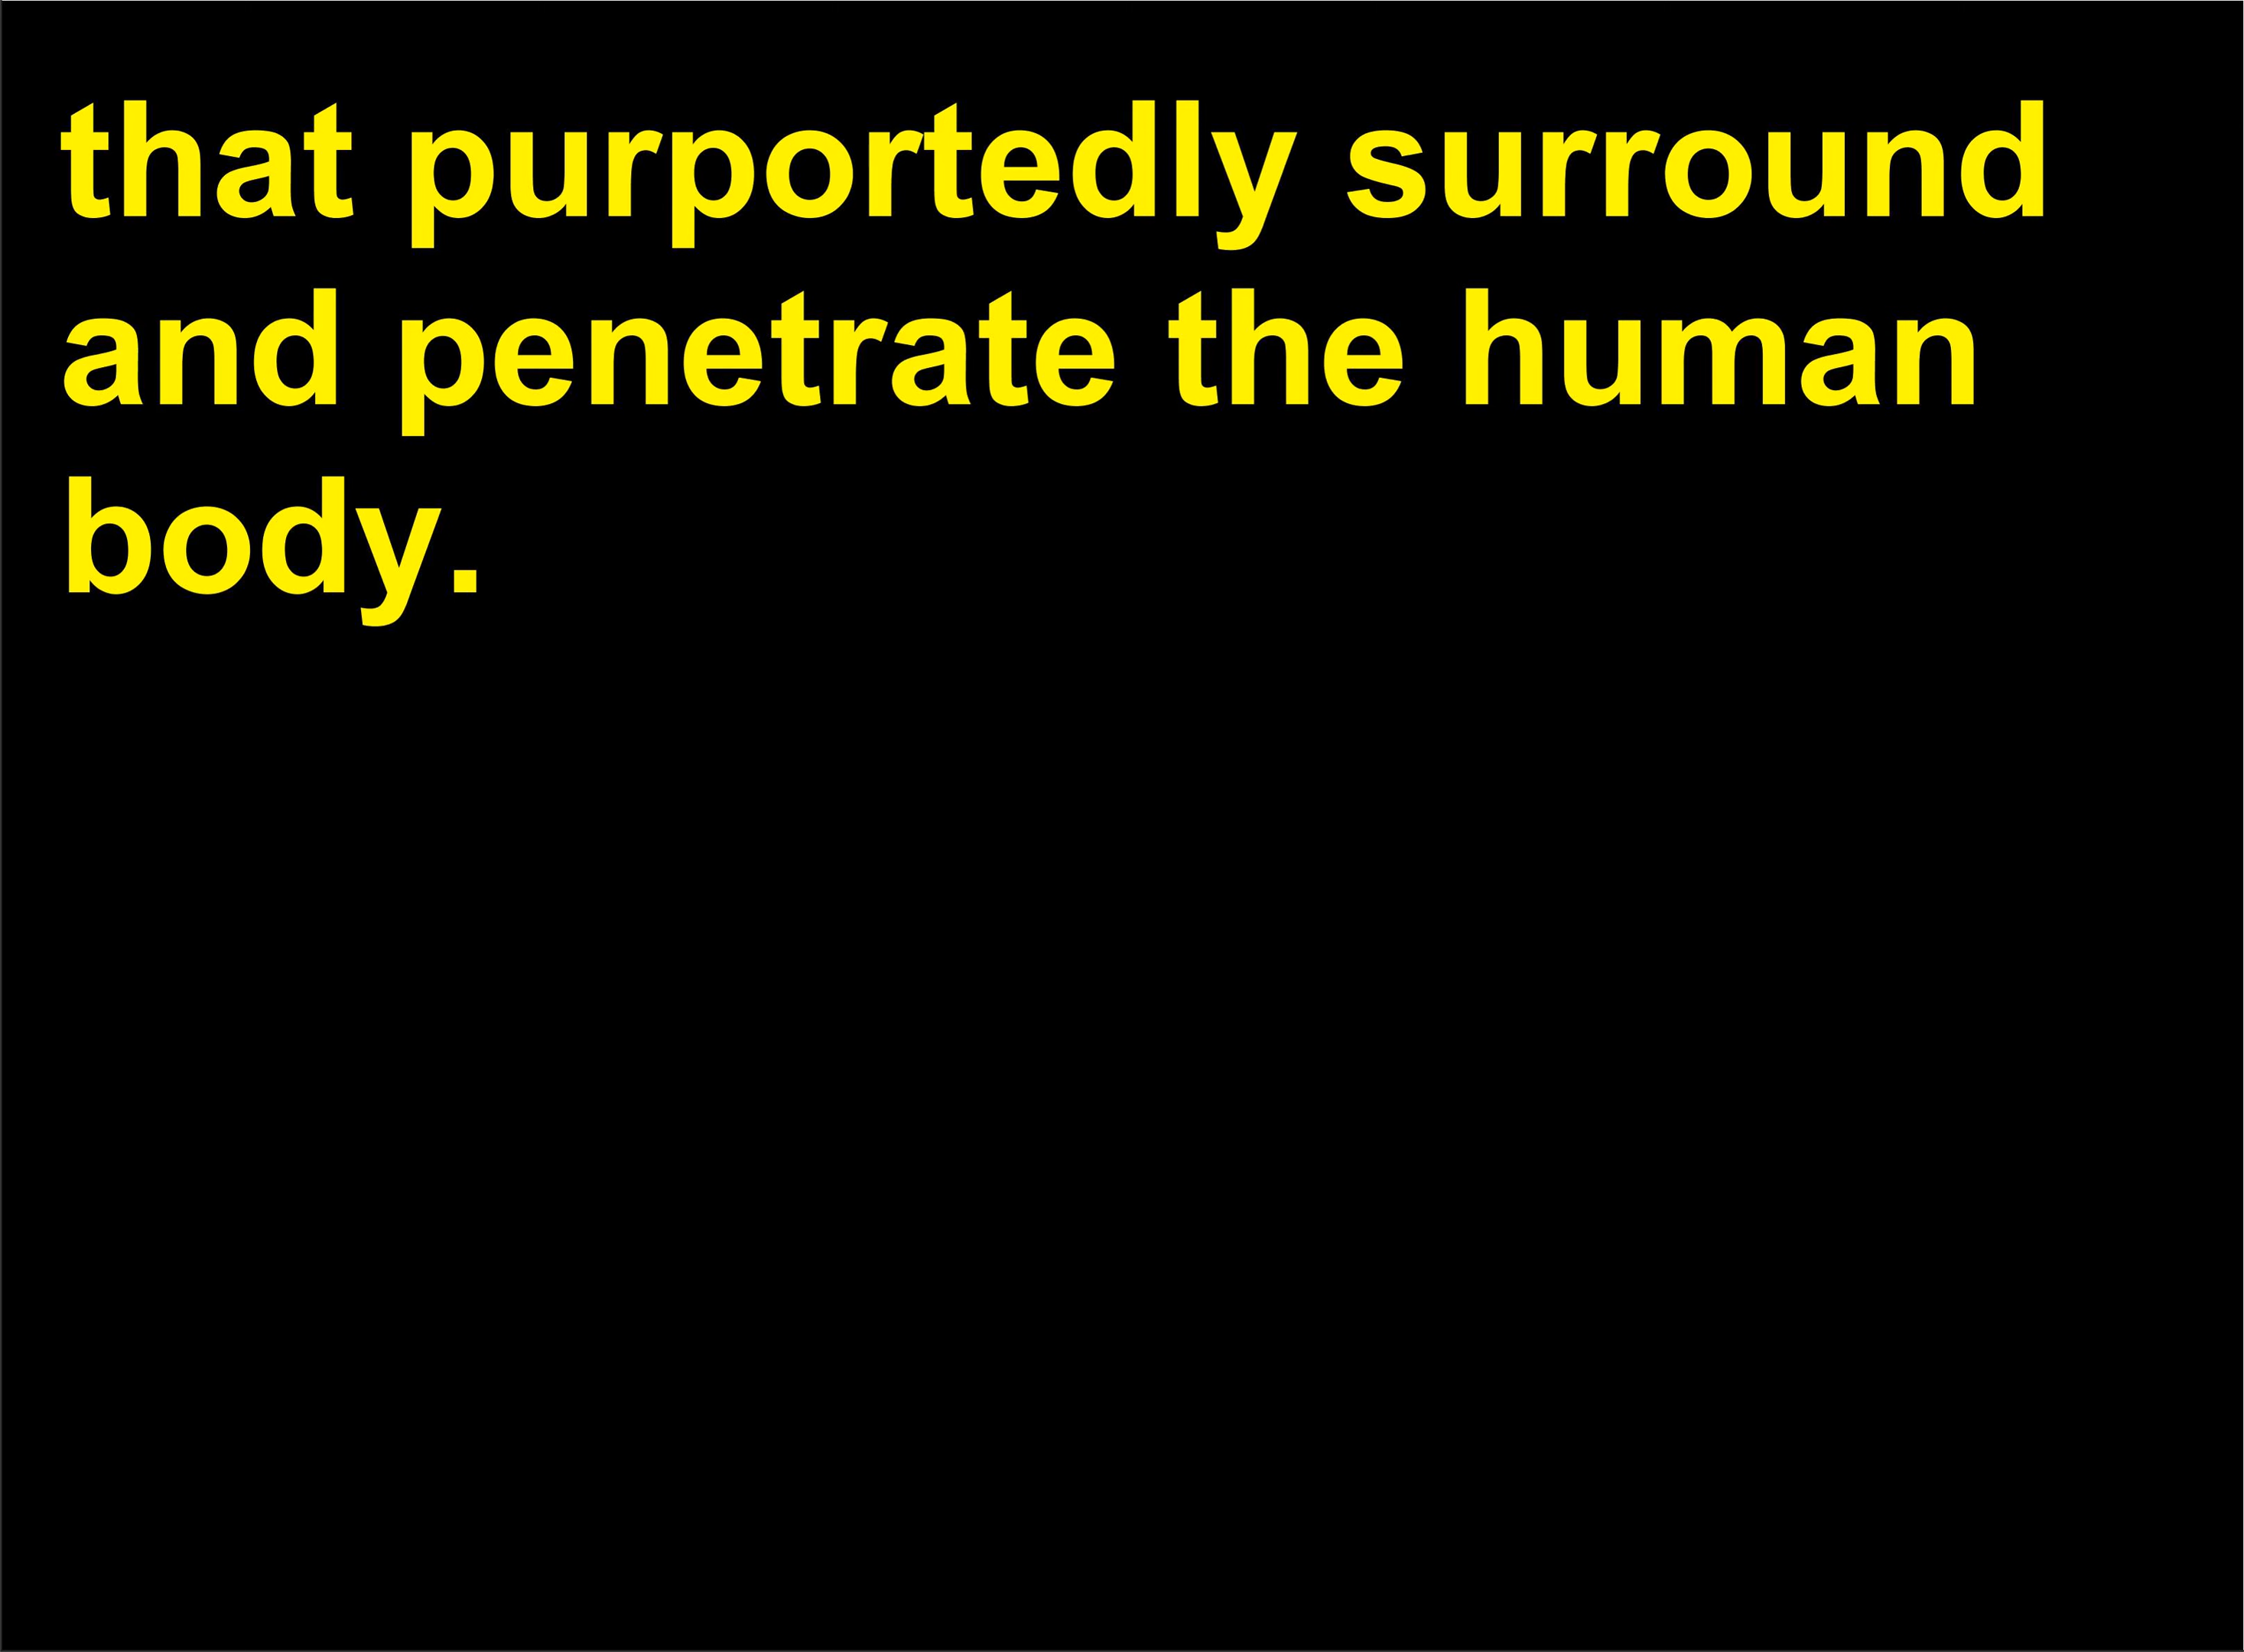 that purportedly surround
and penetrate the human
body.